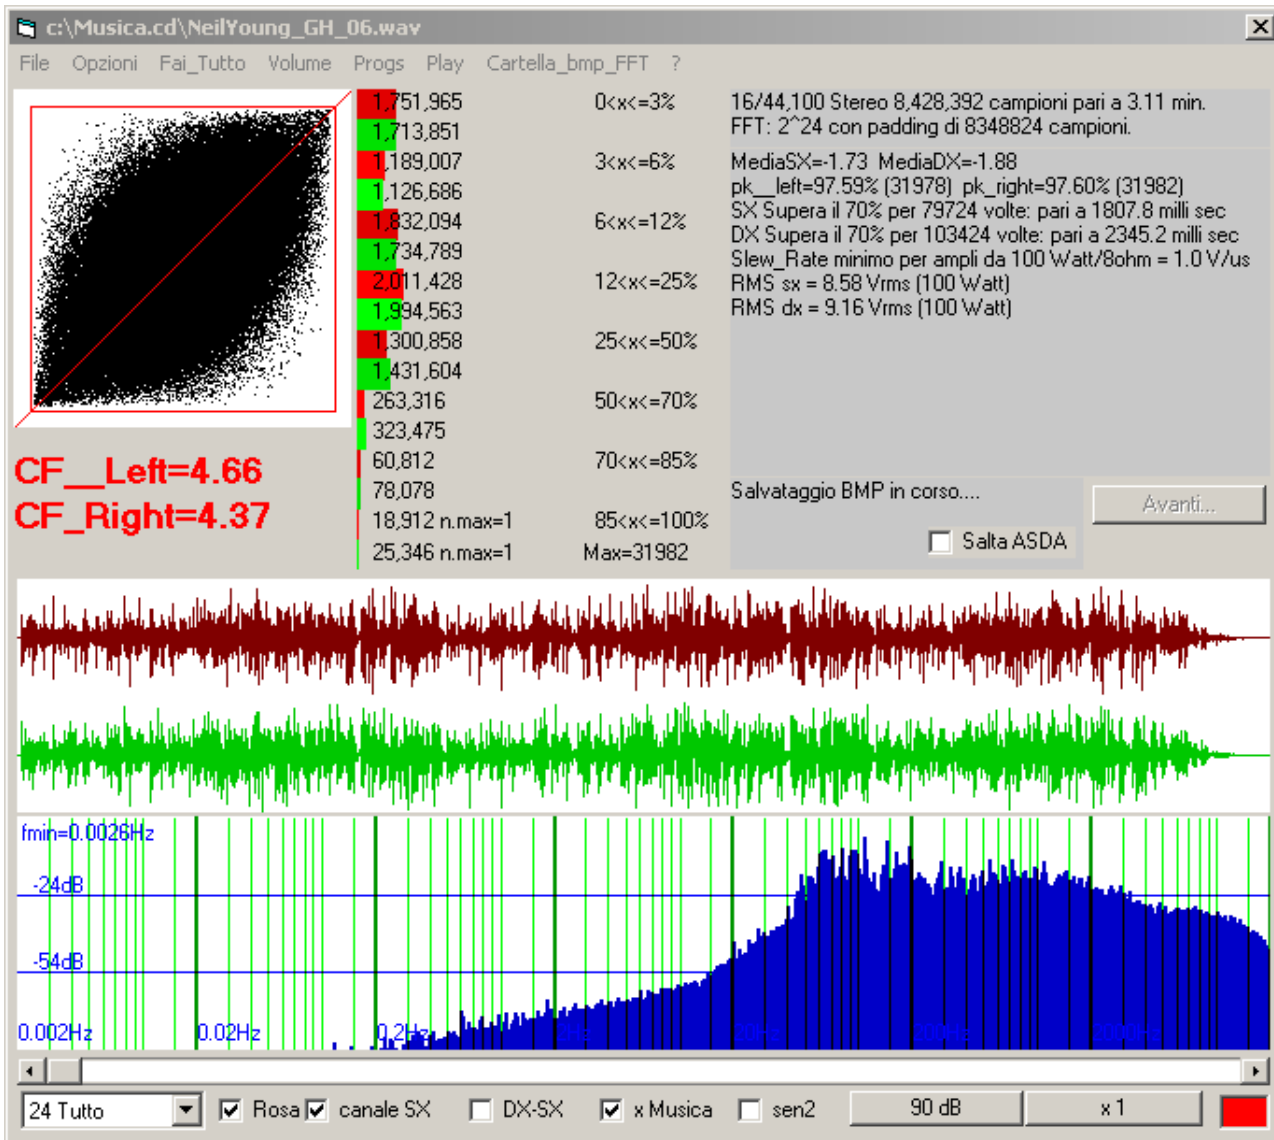 c:\Musica.cd\NeilYoung_GH_06.wav
File Opzioni Fai_Tutto Volume Progs Play Cartella_bmp_FFT ?
1,751,965 0<x<=3%
1,713,851
1,189,007 3<x<=6%
1,126,686
1,832,094 6<x<=12%
1,734,789
2,011,428 12<x<=25%
1,994,563
1,300,858 25<x<=50%
1,431,604
263,316 50<x<=70%
323,475
60,812 70<x<=85%
78,078
18,912 n.max=1 85<x<=100%
25,346 n.max=1 Max=31982
16/44,100 Stereo 8,428,392 campioni pari a 3.11 min.
FFT: 2^24 con padding di 8348824 campioni.
MediaSX=-1.73 MediaDX=-1.88
pk__left=97.59% (31978) pk_right=97.60% (31982)
SX Supera il 70% per 79724 volte: pari a 1807.8 milli sec
DX Supera il 70% per 103424 volte: pari a 2345.2 milli sec
Slew_Rate minimo per ampli da 100 Watt/8ohm = 1.0 V/us
RMS sx = 8.58 Vrms (100 Watt)
RMS dx = 9.16 Vrms (100 Watt)
CF__Left=4.66
CF_Right=4.37
Salvataggio BMP in corso....
Avanti...
Salta ASDA
fmin=0.0026Hz
-24dB
-54dB
0.002Hz 0.02Hz 0.2Hz 2Hz 20Hz 200Hz 2000Hz
24 Tutto Rosa canale SX DX-SX x Musica sen2 90 dB x 1